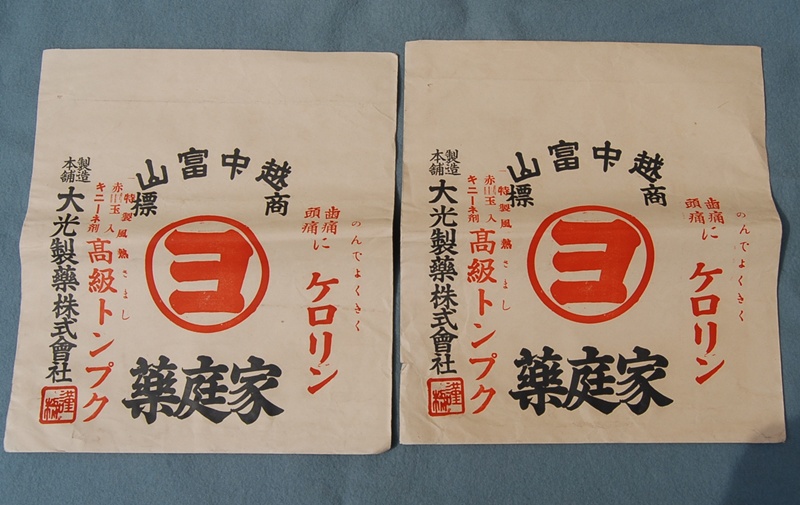 越中富山
商標
ヨ
家庭藥
のんでよくきく
歯痛
頭痛に
ケロリン
特製風熱さまし
キニーネ剤
高級トンプク
製造
本舗
大光製藥株式會社
越中富山
商標
ヨ
家庭藥
のんでよくきく
歯痛
頭痛に
ケロリン
特製風熱さまし
キニーネ剤
高級トンプク
製造
本舗
大光製藥株式會社